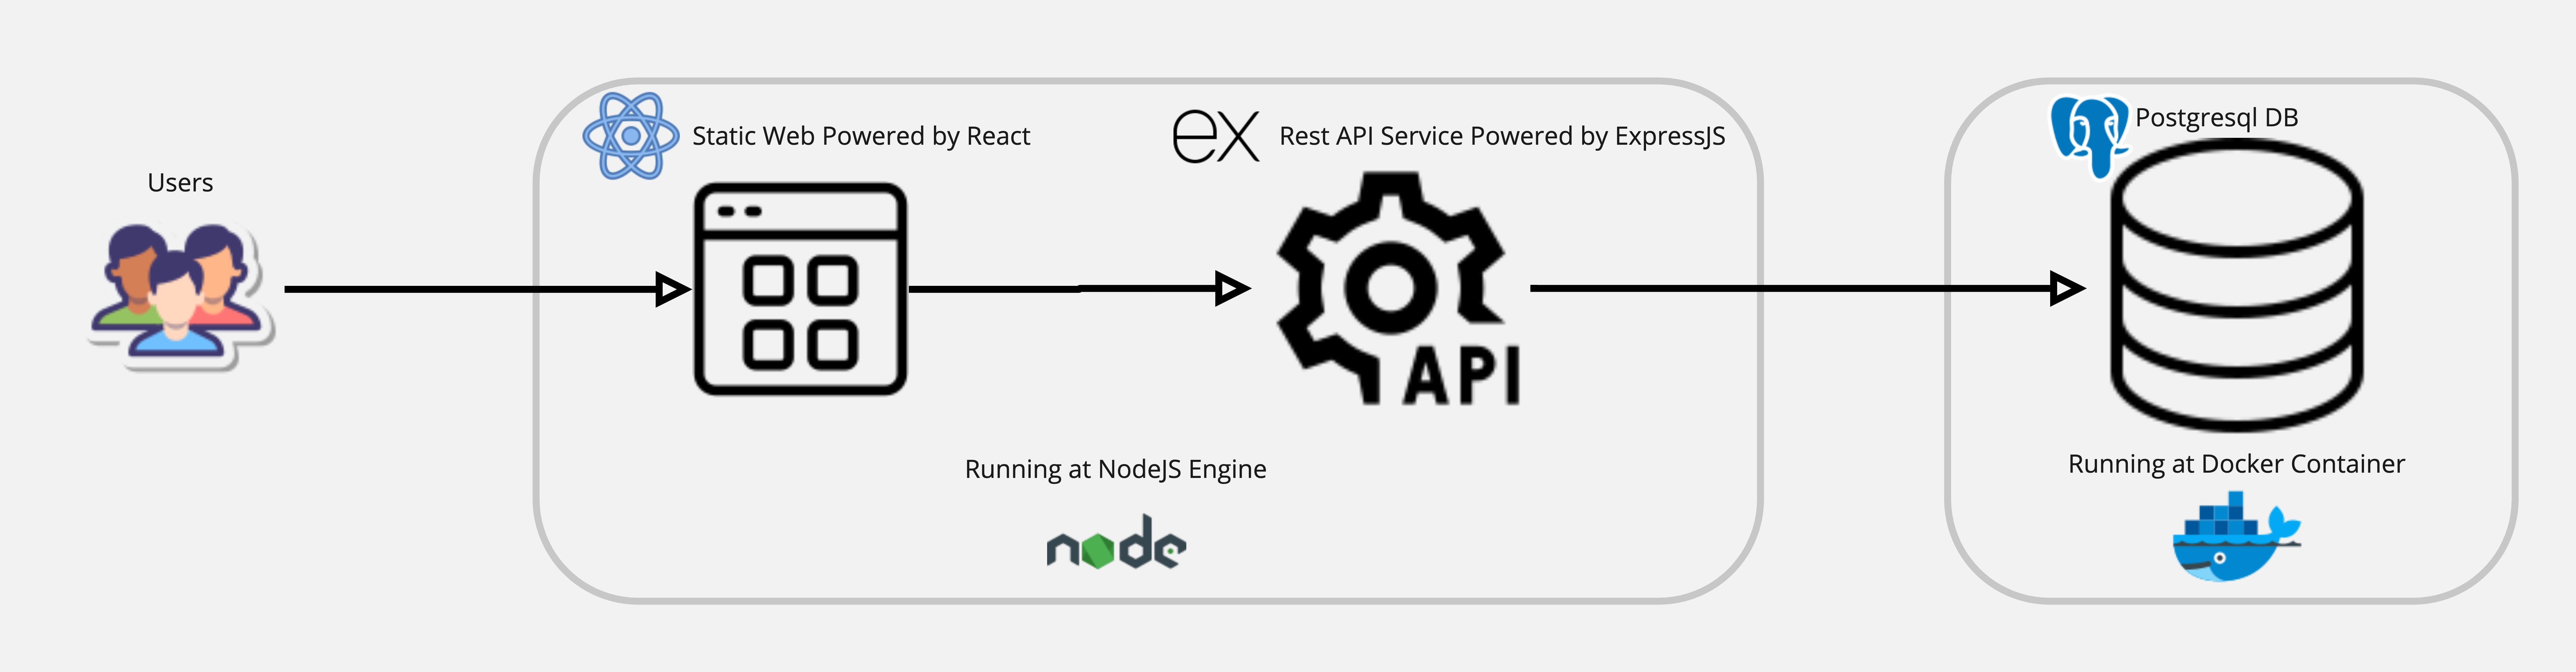 Users
Static Web Powered by React
ex
Rest API Service Powered by ExpressJS
API
Running at NodeJS Engine
node
Postgresql DB
Running at Docker Container